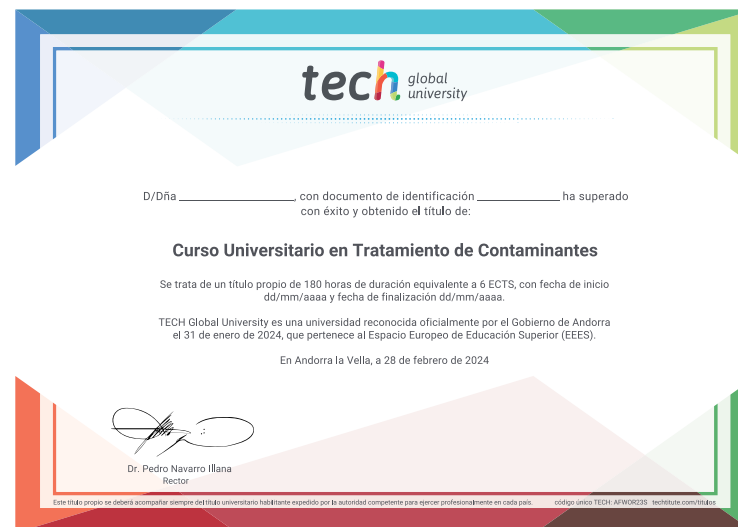 tech global university
D/Dña ____________________, con documento de identificación ______________ ha superado
con éxito y obtenido el título de:
Curso Universitario en Tratamiento de Contaminantes
Se trata de un título propio de 180 horas de duración equivalente a 6 ECTS, con fecha de inicio
dd/mm/aaaa y fecha de finalización dd/mm/aaaa.
TECH Global University es una universidad reconocida oficialmente por el Gobierno de Andorra
el 31 de enero de 2024, que pertenece al Espacio Europeo de Educación Superior (EEES).
En Andorra la Vella, a 28 de febrero de 2024
Dr. Pedro Navarro Illana
Rector
Este título propio se deberá acompañar siempre del título universitario habilitante expedido por la autoridad competente para ejercer profesionalmente en cada país. código único TECH: AFWOR23S techtitute.com/títulos